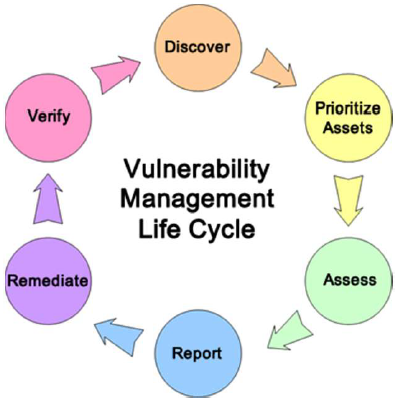 Discover
Prioritize
Assets
Assess
Report
Remediate
Verify
Vulnerability
Management
Life Cycle